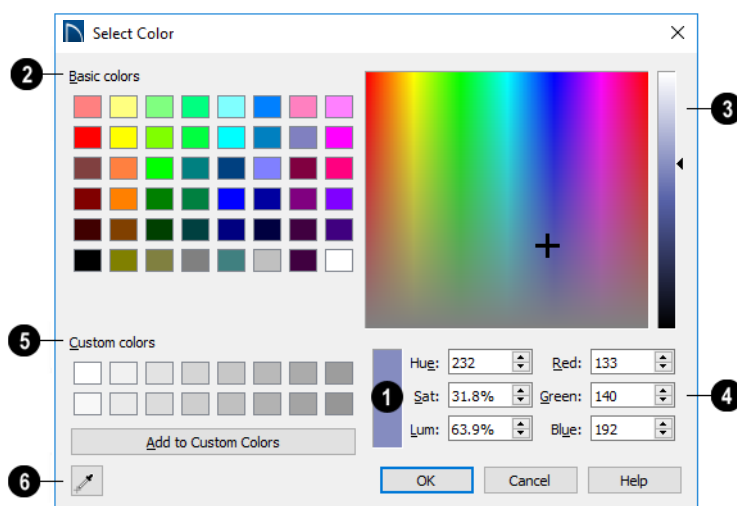 Select Color
2
Basic colors
3
5
Custom colors
1
Hue: 232 Red: 133
Sat: 31.8% Green: 140
4
Lum: 63.9% Blue: 192
Add to Custom Colors
6
OK Cancel Help